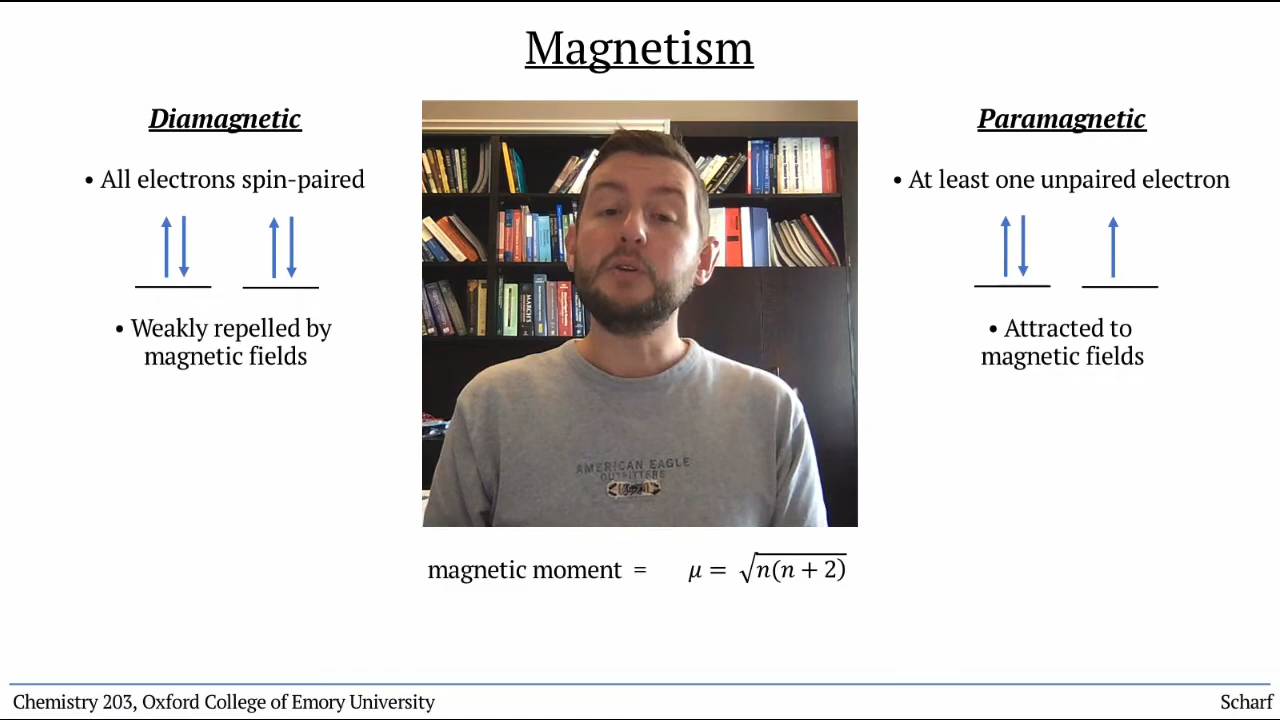 Magnetism
Diamagnetic
• All electrons spin-paired
• Weakly repelled by
magnetic fields
AMERICAN EAGLE
OUTFITTERS
Paramagnetic
• At least one unpaired electron
• Attracted to
magnetic fields
magnetic moment = μ = √n(n + 2)
Chemistry 203, Oxford College of Emory University
Scharf